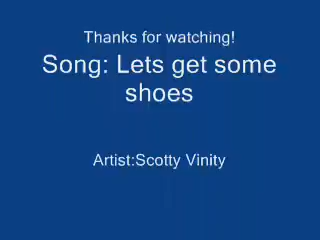 Thanks for watching!
Song: Lets get some
shoes
Artist:Scotty Vinity